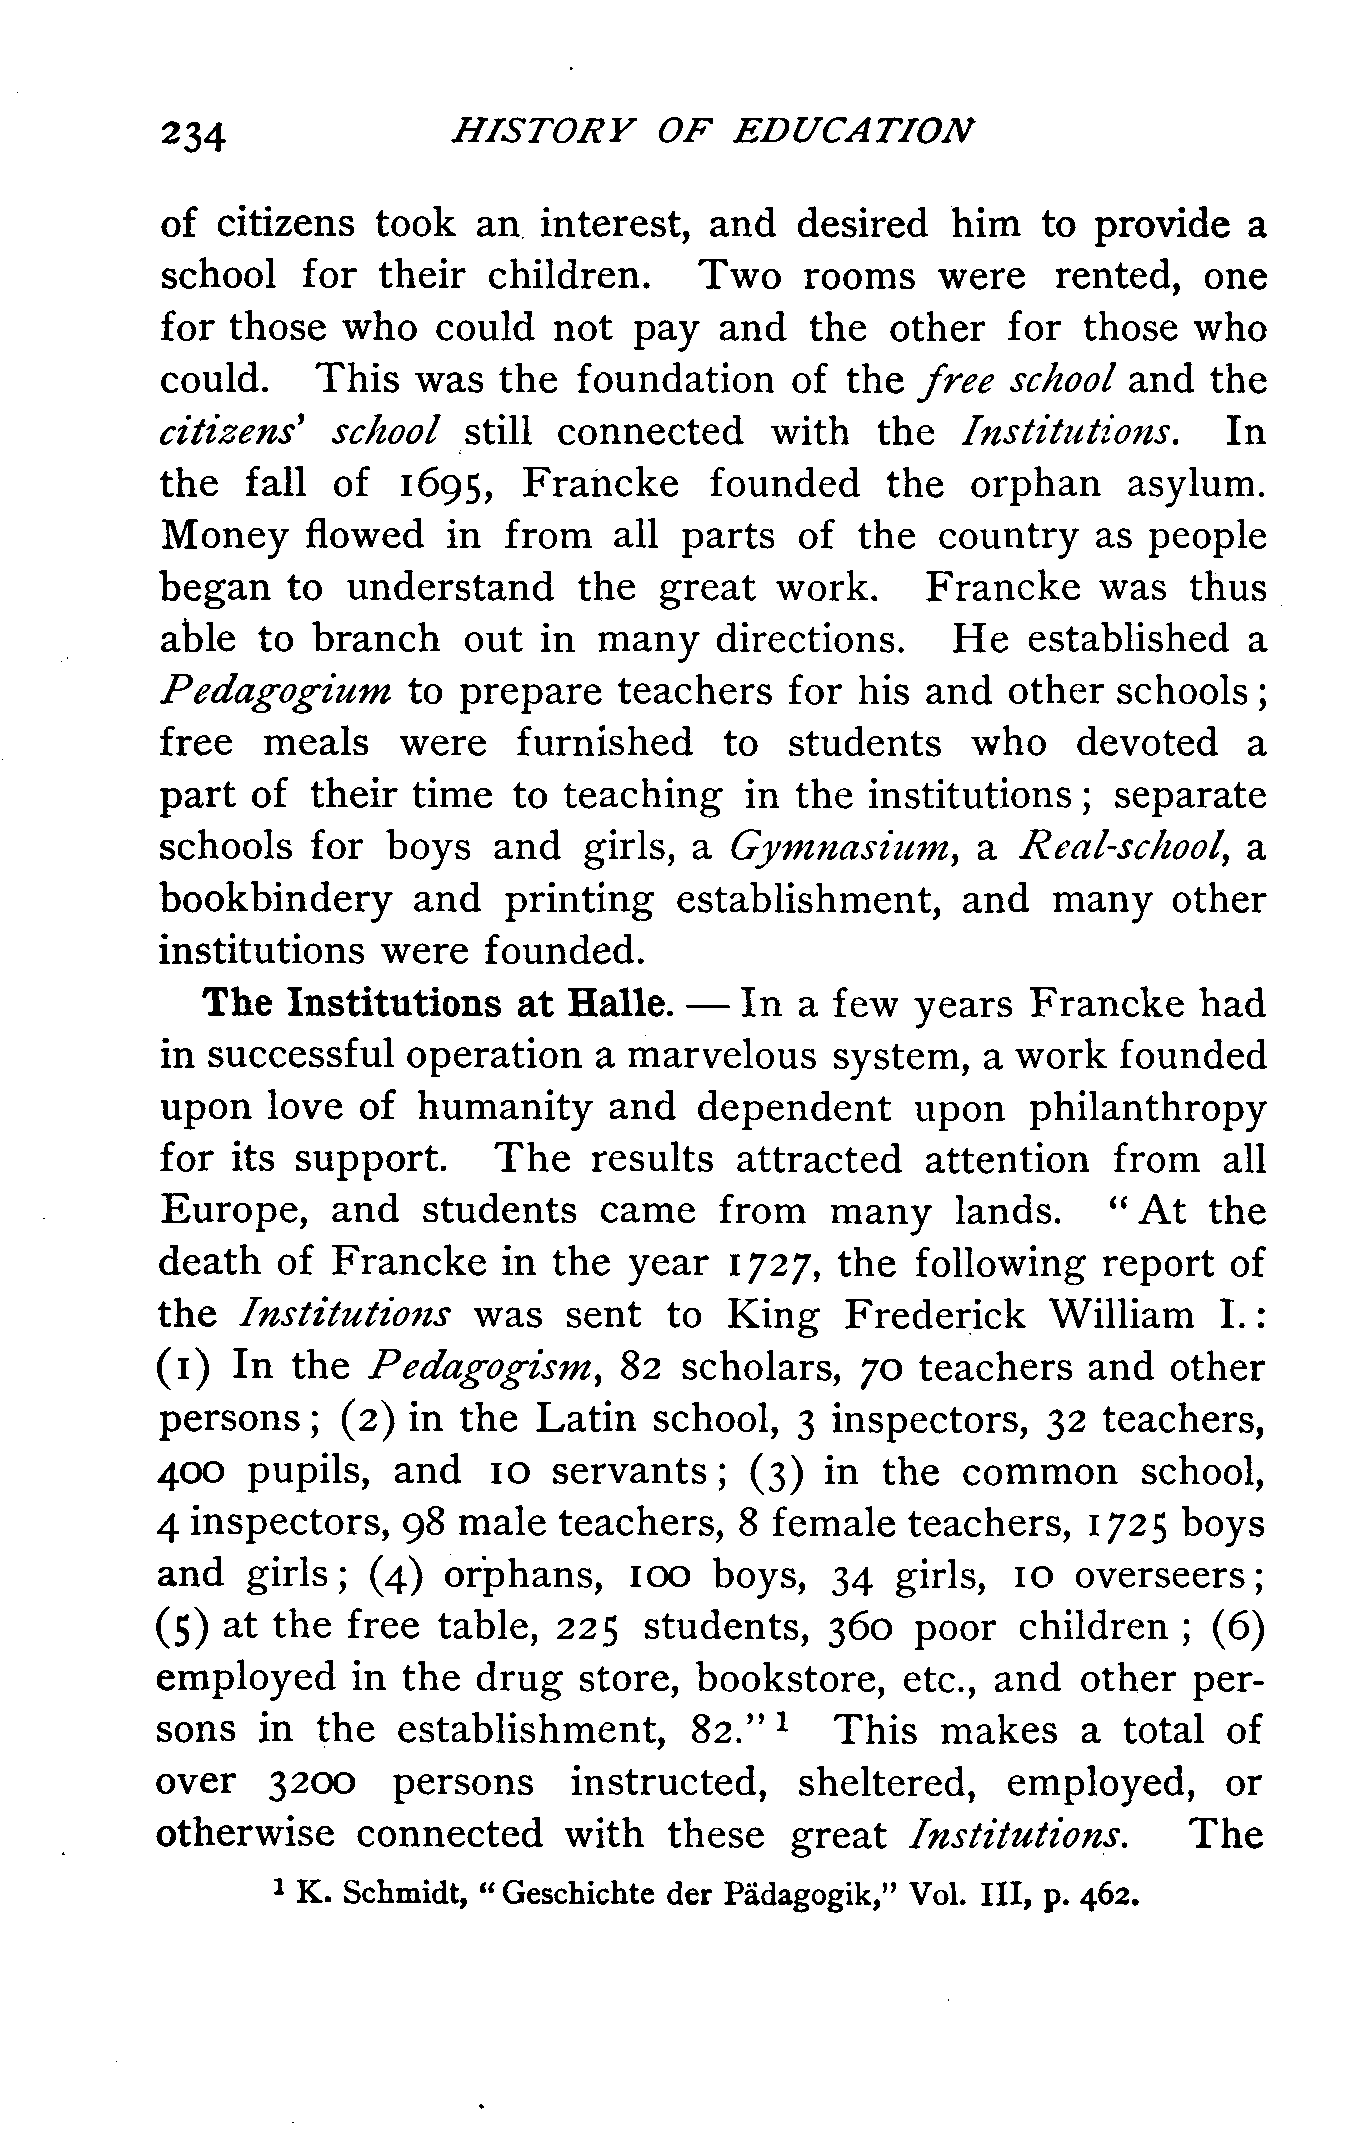 234 HISTORY OF EDUCATION
of citizens took an interest, and desired him to provide a
school for their children. Two rooms were rented, one
for those who could not pay and the other for those who
could. This was the foundation of the free school and the
citizens' school still connected with the Institutions. In
the fall of 1695, Francke founded the orphan asylum.
Money flowed in from all parts of the country as people
began to understand the great work. Francke was thus
able to branch out in many directions. He established a
Pedagogium to prepare teachers for his and other schools;
free meals were furnished to students who devoted a
part of their time to teaching in the institutions; separate
schools for boys and girls, a Gymnasium, a Real-school, a
bookbindery and printing establishment, and many other
institutions were founded.
The Institutions at Halle. — In a few years Francke had
in successful operation a marvelous system, a work founded
upon love of humanity and dependent upon philanthropy
for its support. The results attracted attention from all
Europe, and students came from many lands. "At the
death of Francke in the year 1727, the following report of
the Institutions was sent to King Frederick William I.:
(1) In the Pedagogism, 82 scholars, 70 teachers and other
persons; (2) in the Latin school, 3 inspectors, 32 teachers,
400 pupils, and 10 servants; (3) in the common school,
4 inspectors, 98 male teachers, 8 female teachers, 1725 boys
and girls; (4) orphans, 100 boys, 34 girls, 10 overseers;
(5) at the free table, 225 students, 360 poor children; (6)
employed in the drug store, bookstore, etc., and other per-
sons in the establishment, 82." 1 This makes a total of
over 3200 persons instructed, sheltered, employed, or
otherwise connected with these great Institutions. The
1 K. Schmidt, "Geschichte der Pädagogik," Vol. III, p. 462.